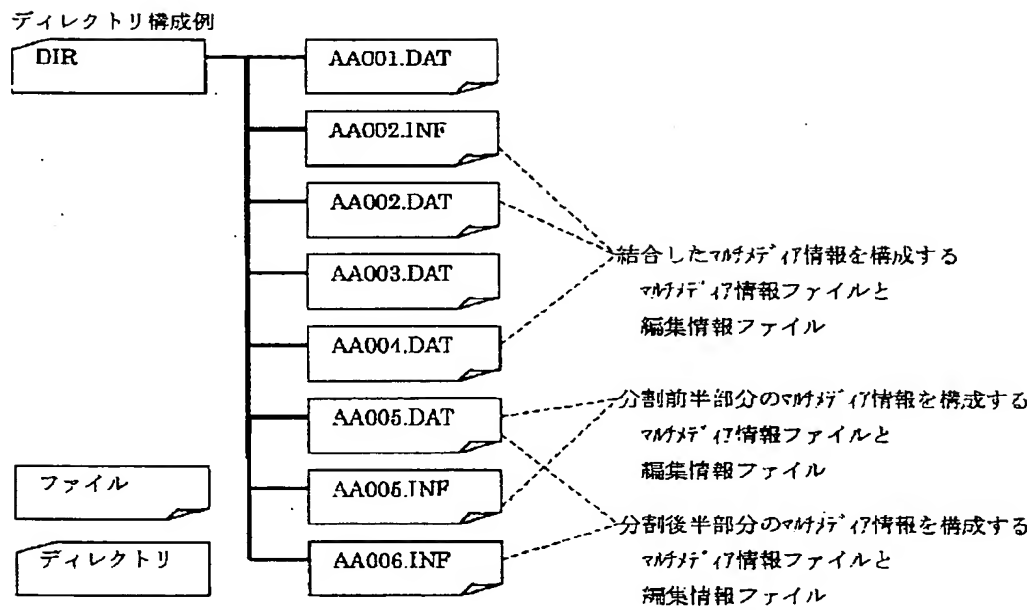 ディレクトリ構成例
DIR
AA001.DAT
AA002.INF
AA002.DAT
AA003.DAT
AA004.DAT
AA005.DAT
AA005.INF
AA006.INF
結合したﾏﾙﾁﾒﾃﾞｨｱ情報を構成する
ﾏﾙﾁﾒﾃﾞｨｱ情報ファイルと
編集情報ファイル
分割前半部分のﾏﾙﾁﾒﾃﾞｨｱ情報を構成する
ﾏﾙﾁﾒﾃﾞｨｱ情報ファイルと
編集情報ファイル
分割後半部分のﾏﾙﾁﾒﾃﾞｨｱ情報を構成する
ﾏﾙﾁﾒﾃﾞｨｱ情報ファイルと
編集情報ファイル
ファイル
ディレクトリ